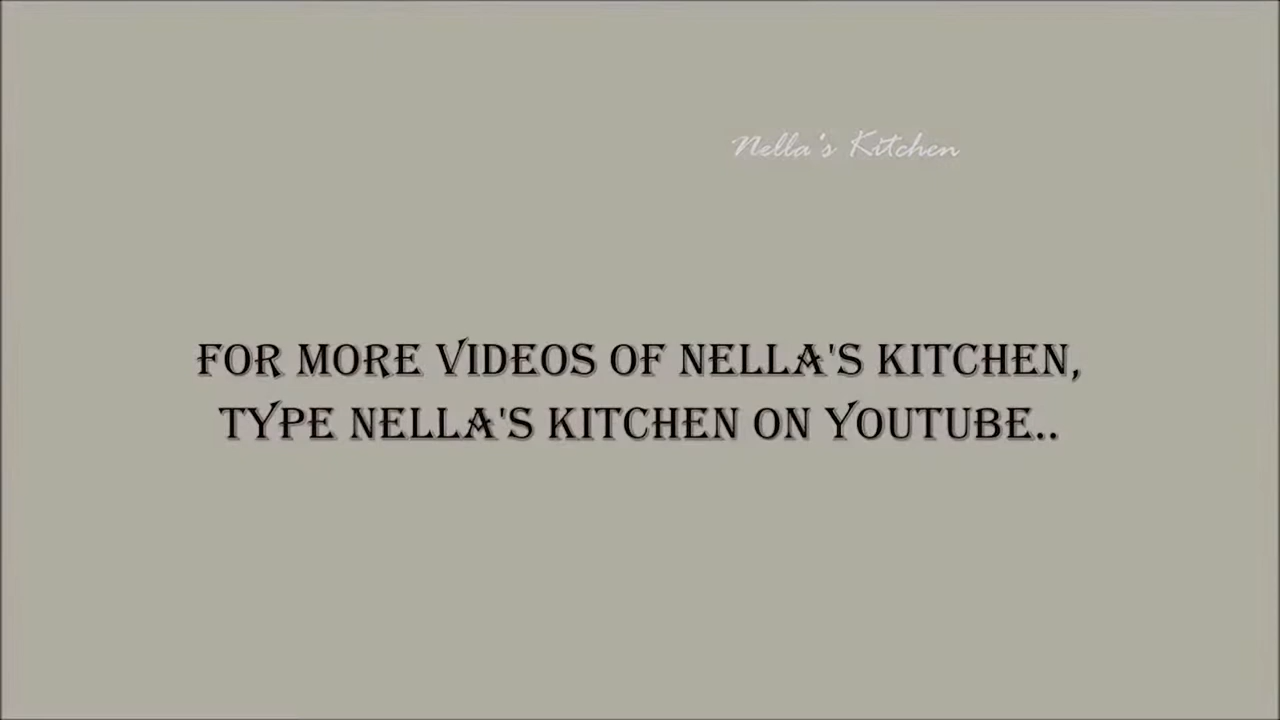 Nella's Kitchen
FOR MORE VIDEOS OF NELLA'S KITCHEN,
TYPE NELLA'S KITCHEN ON YOUTUBE..